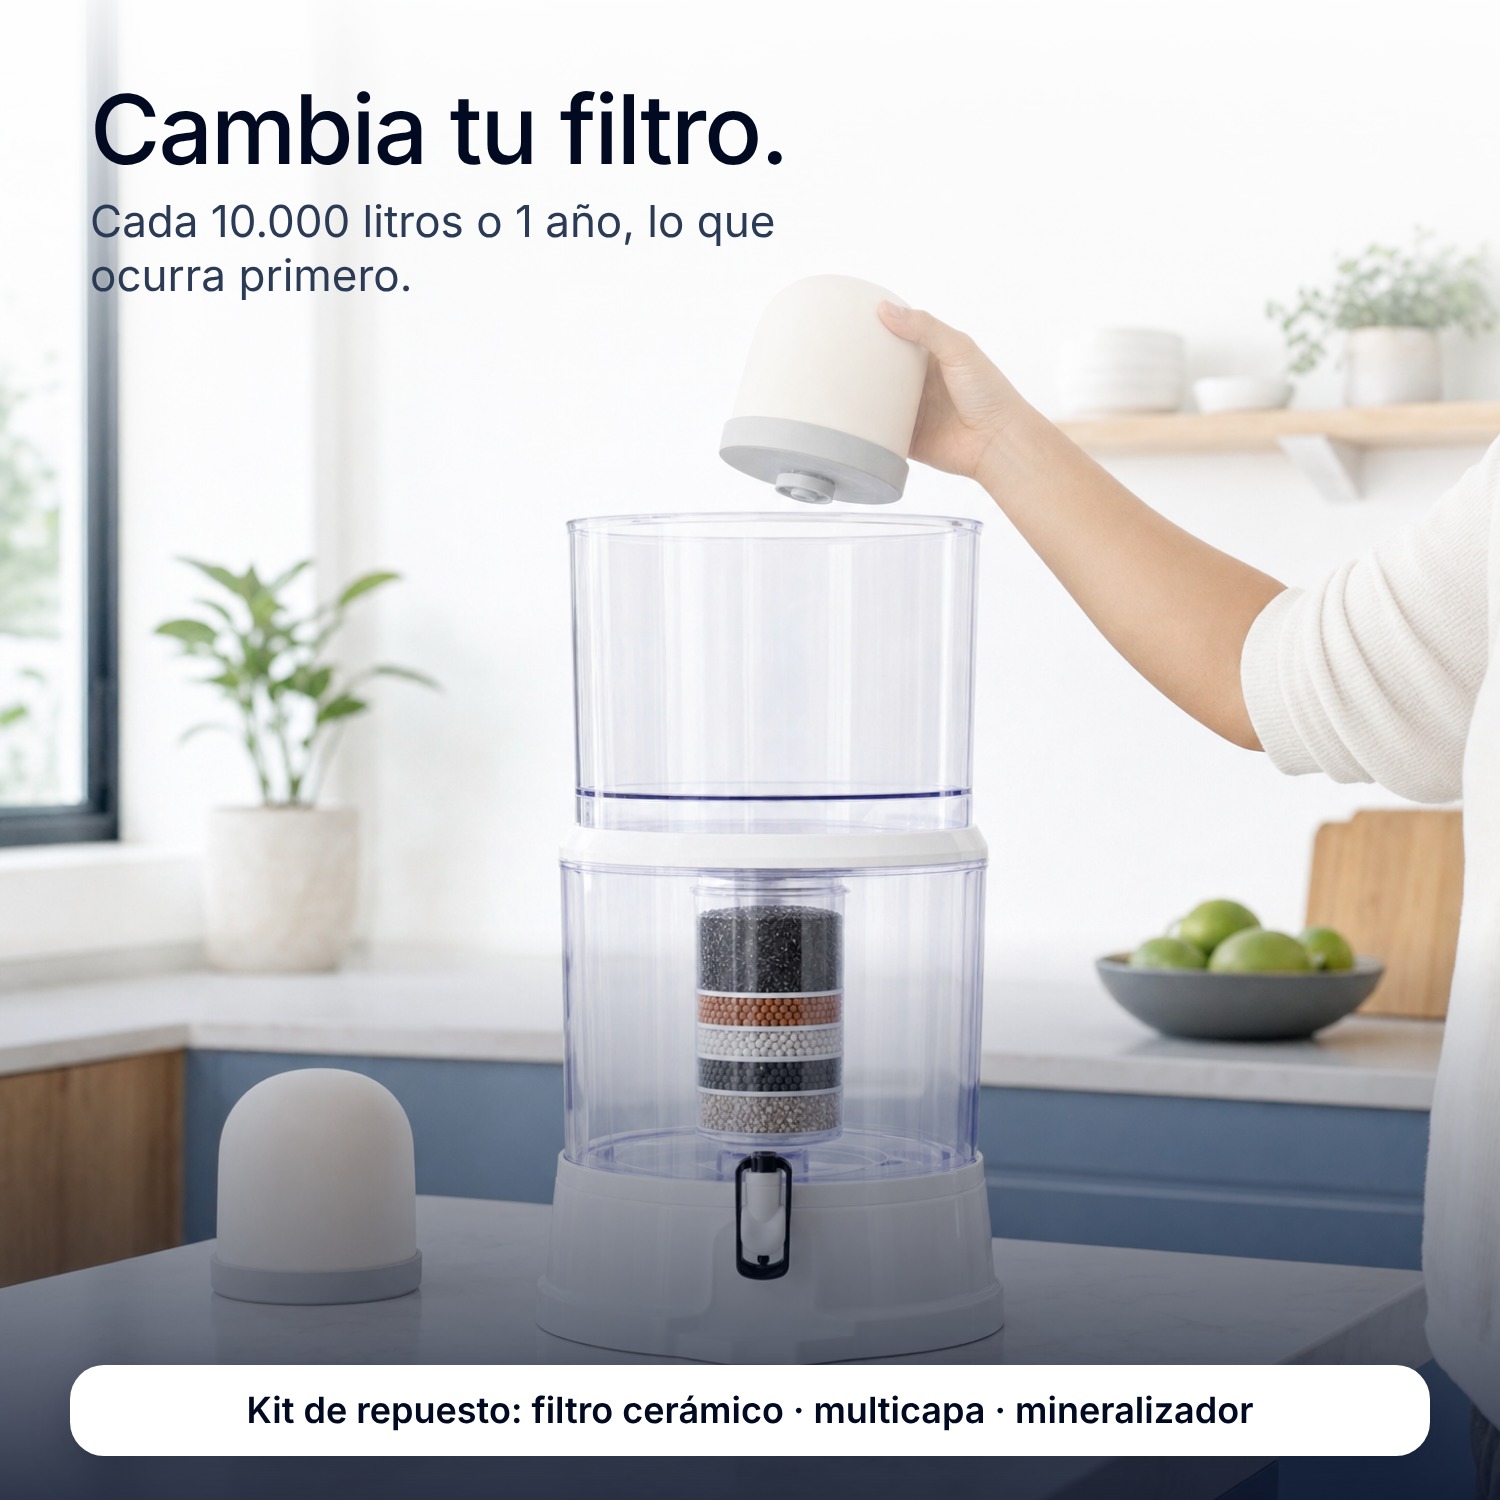 Cambia tu filtro.
Cada 10.000 litros o 1 año, lo que
ocurra primero.
Kit de repuesto: filtro cerámico · multicapa · mineralizador